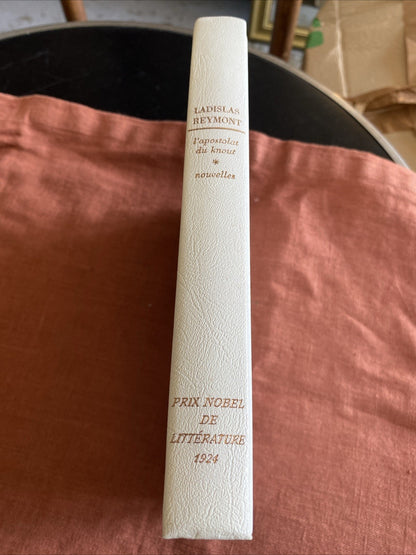 LADISLAS
REYMONT
l'apostolat
du knout
*
nouvelles
PRIX NOBEL
DE
LITTÉRATURE
1924